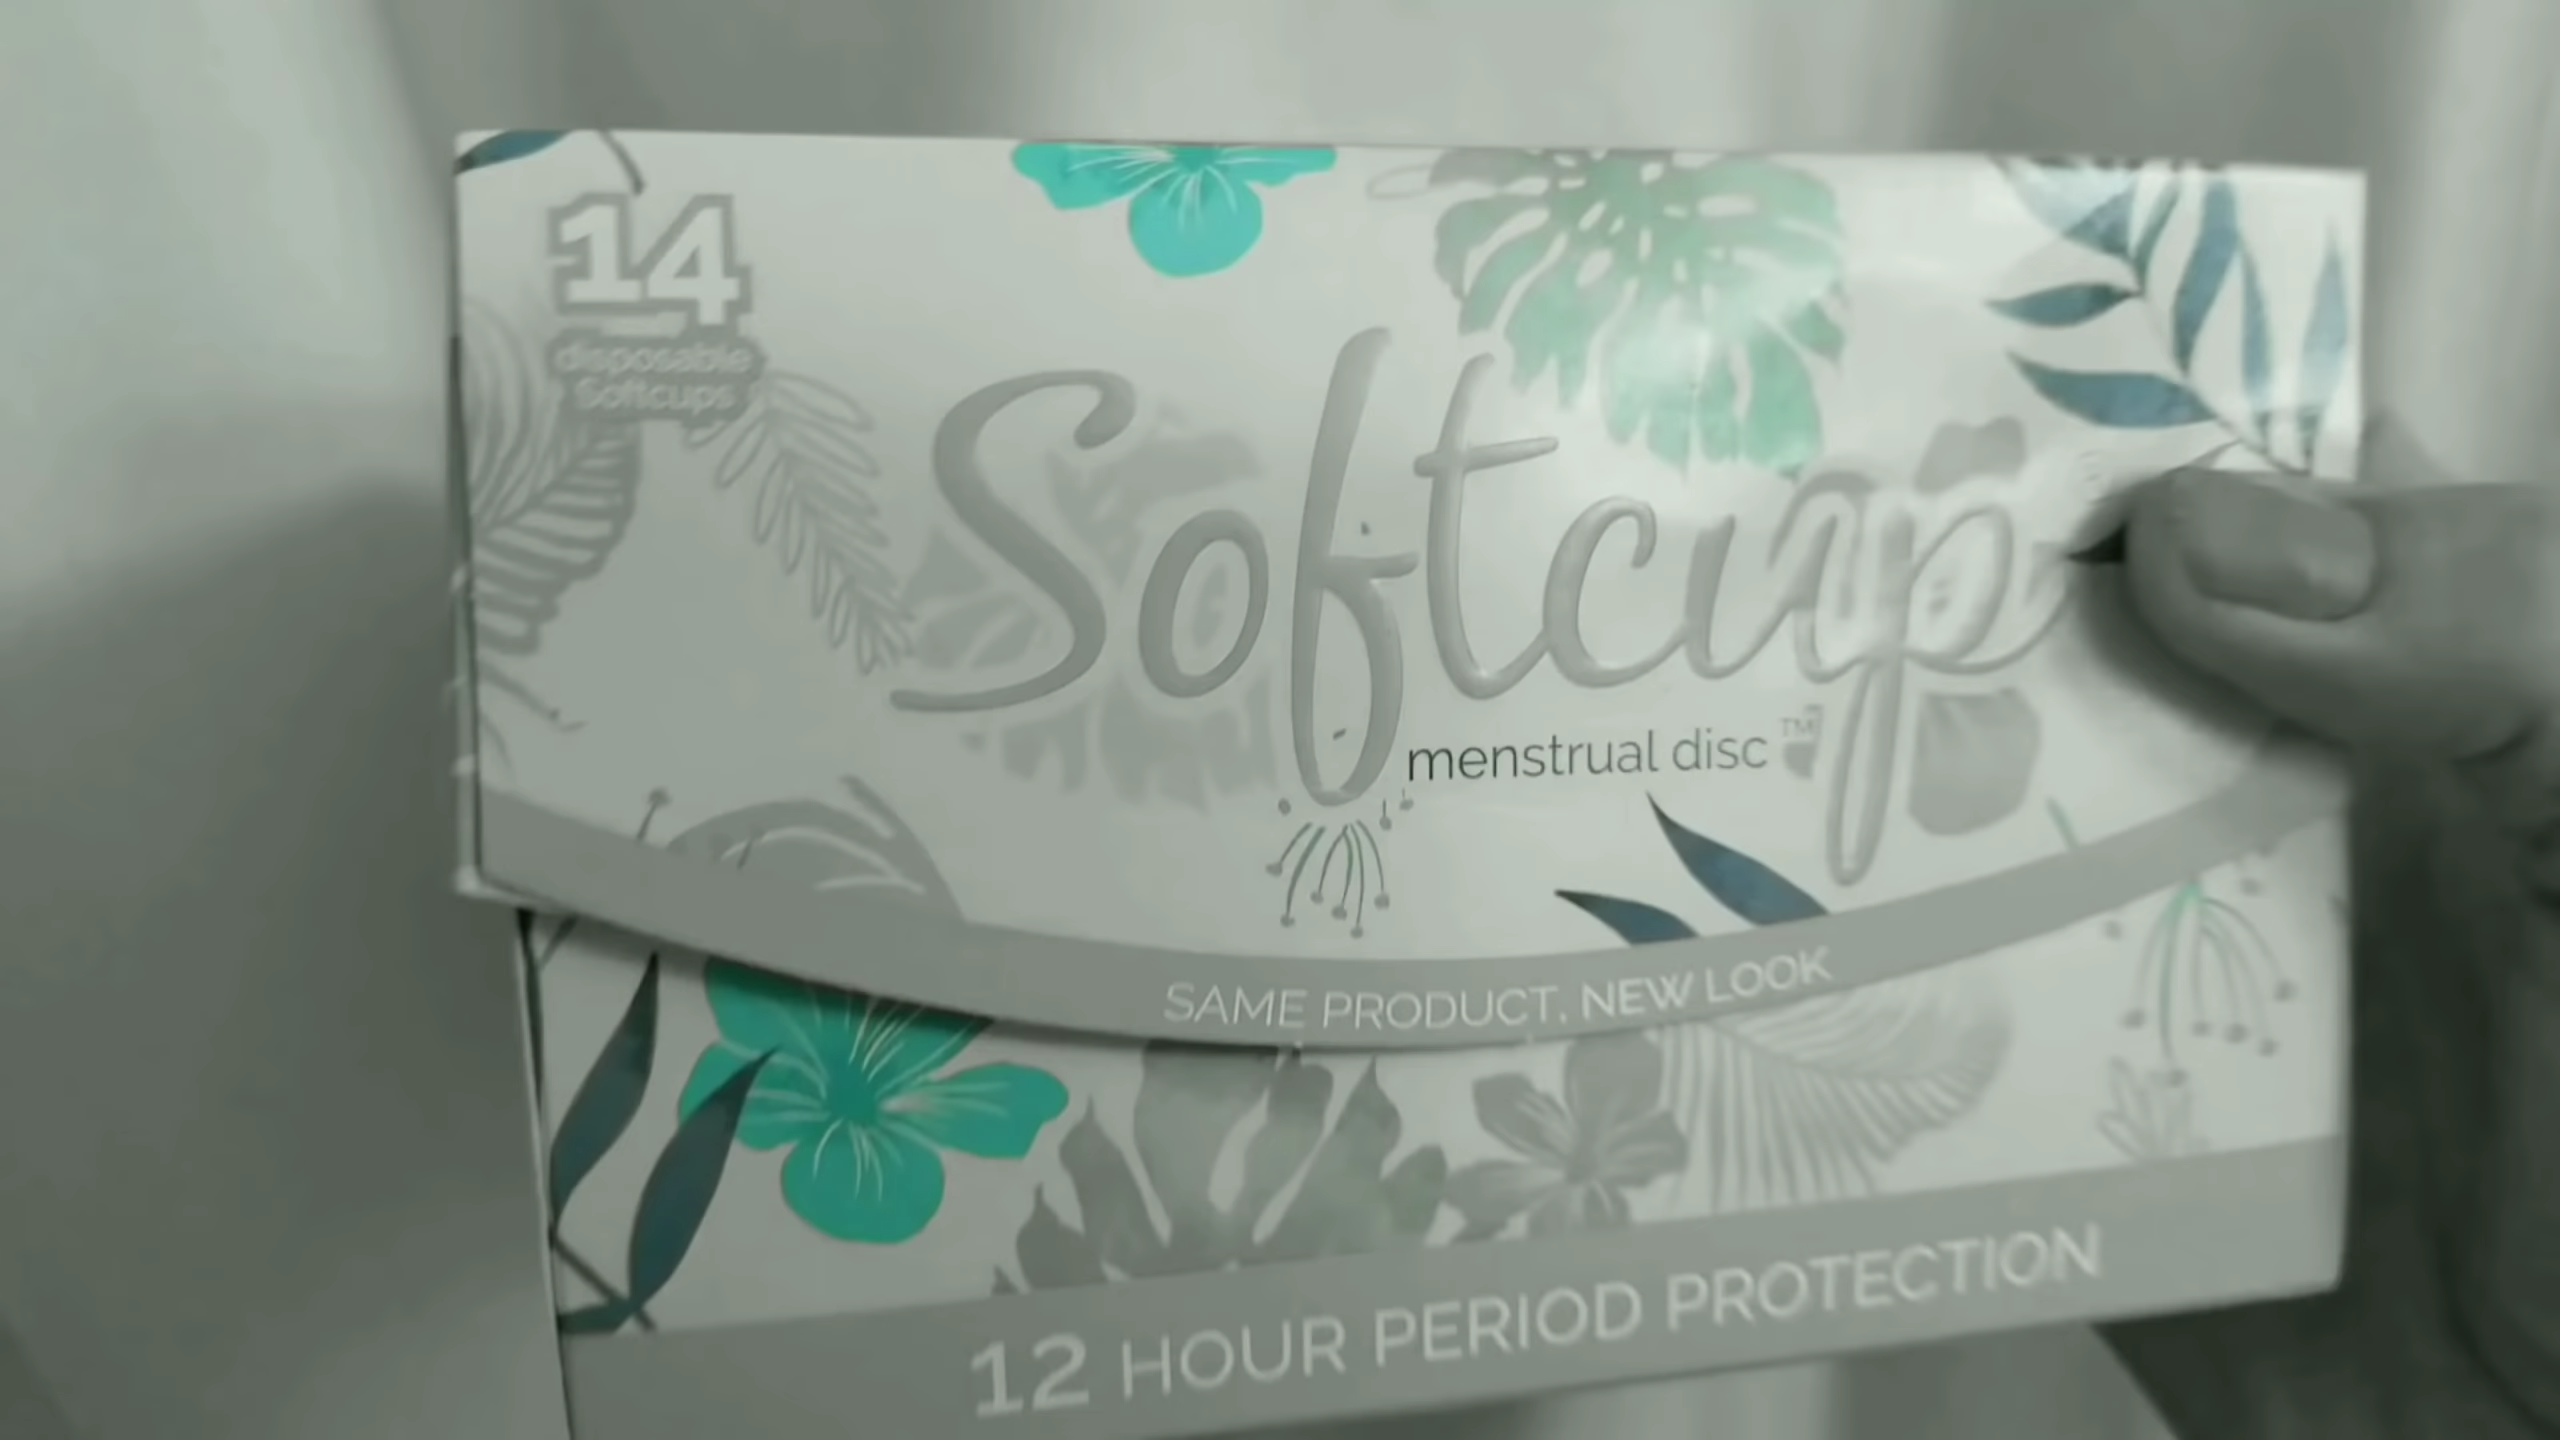 14
disposable
Softcups
Softcup
menstrual disc™
SAME PRODUCT, NEW LOOK
12 HOUR PERIOD PROTECTION